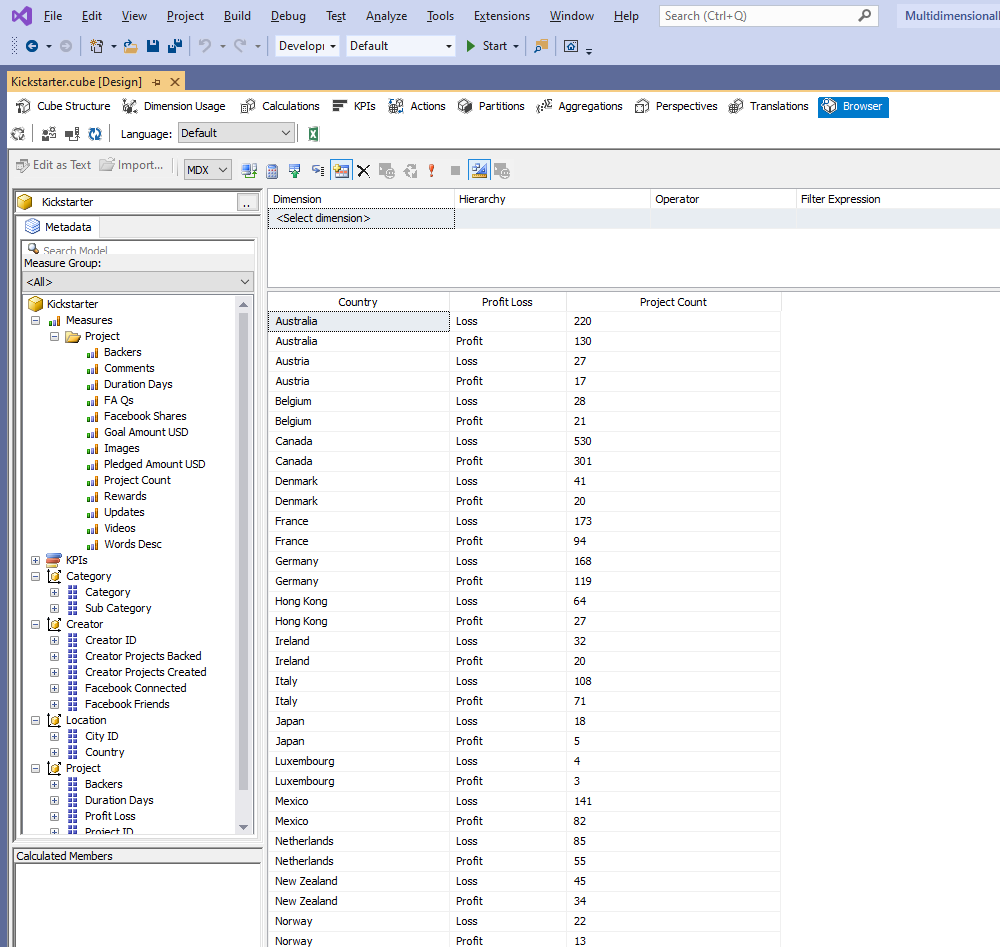 File Edit View Project Build Debug Test Analyze Tools Extensions Window Help Search (Ctrl+Q) Multidimensional
Develop Default Start
Kickstarter.cube [Design]
Cube Structure Dimension Usage Calculations KPIs Actions Partitions Aggregations Perspectives Translations Browser
Language: Default
Edit as Text Import... MDX
Kickstarter ..
Metadata
Search Model
Measure Group:
<All>
Kickstarter
Measures
Project
Backers
Comments
Duration Days
FA Qs
Facebook Shares
Goal Amount USD
Images
Pledged Amount USD
Project Count
Rewards
Updates
Videos
Words Desc
KPIs
Category
Category
Sub Category
Creator
Creator ID
Creator Projects Backed
Creator Projects Created
Facebook Connected
Facebook Friends
Location
City ID
Country
Project
Backers
Duration Days
Profit Loss
Project ID
Calculated Members
Dimension Hierarchy Operator Filter Expression
<Select dimension>
Country Profit Loss Project Count
Australia Loss 220
Australia Profit 130
Austria Loss 27
Austria Profit 17
Belgium Loss 28
Belgium Profit 21
Canada Loss 530
Canada Profit 301
Denmark Loss 41
Denmark Profit 20
France Loss 173
France Profit 94
Germany Loss 168
Germany Profit 119
Hong Kong Loss 64
Hong Kong Profit 27
Ireland Loss 32
Ireland Profit 20
Italy Loss 108
Italy Profit 71
Japan Loss 18
Japan Profit 5
Luxembourg Loss 4
Luxembourg Profit 3
Mexico Loss 141
Mexico Profit 82
Netherlands Loss 85
Netherlands Profit 55
New Zealand Loss 45
New Zealand Profit 34
Norway Loss 22
Norway Profit 13